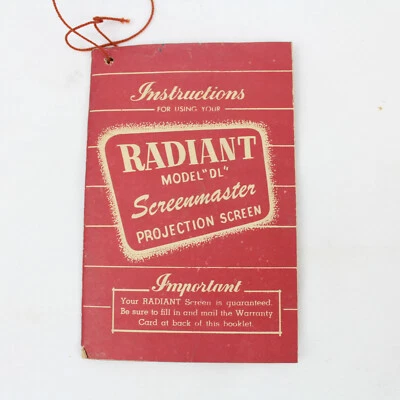 Instructions
FOR USING YOUR
RADIANT
MODEL "DL"
Screenmaster
PROJECTION SCREEN
Important
Your RADIANT Screen is guaranteed.
Be sure to fill in and mail the Warranty
Card at back of this booklet.